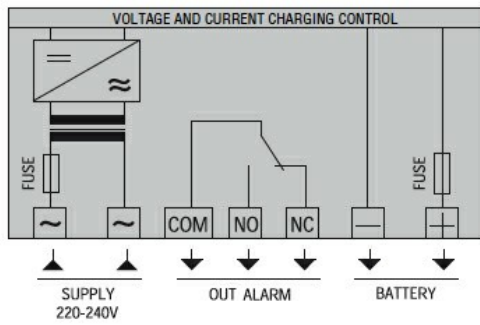 VOLTAGE AND CURRENT CHARGING CONTROL
FUSE
FUSE
~ ~ COM NO NC — +
SUPPLY
220-240V
OUT ALARM
BATTERY